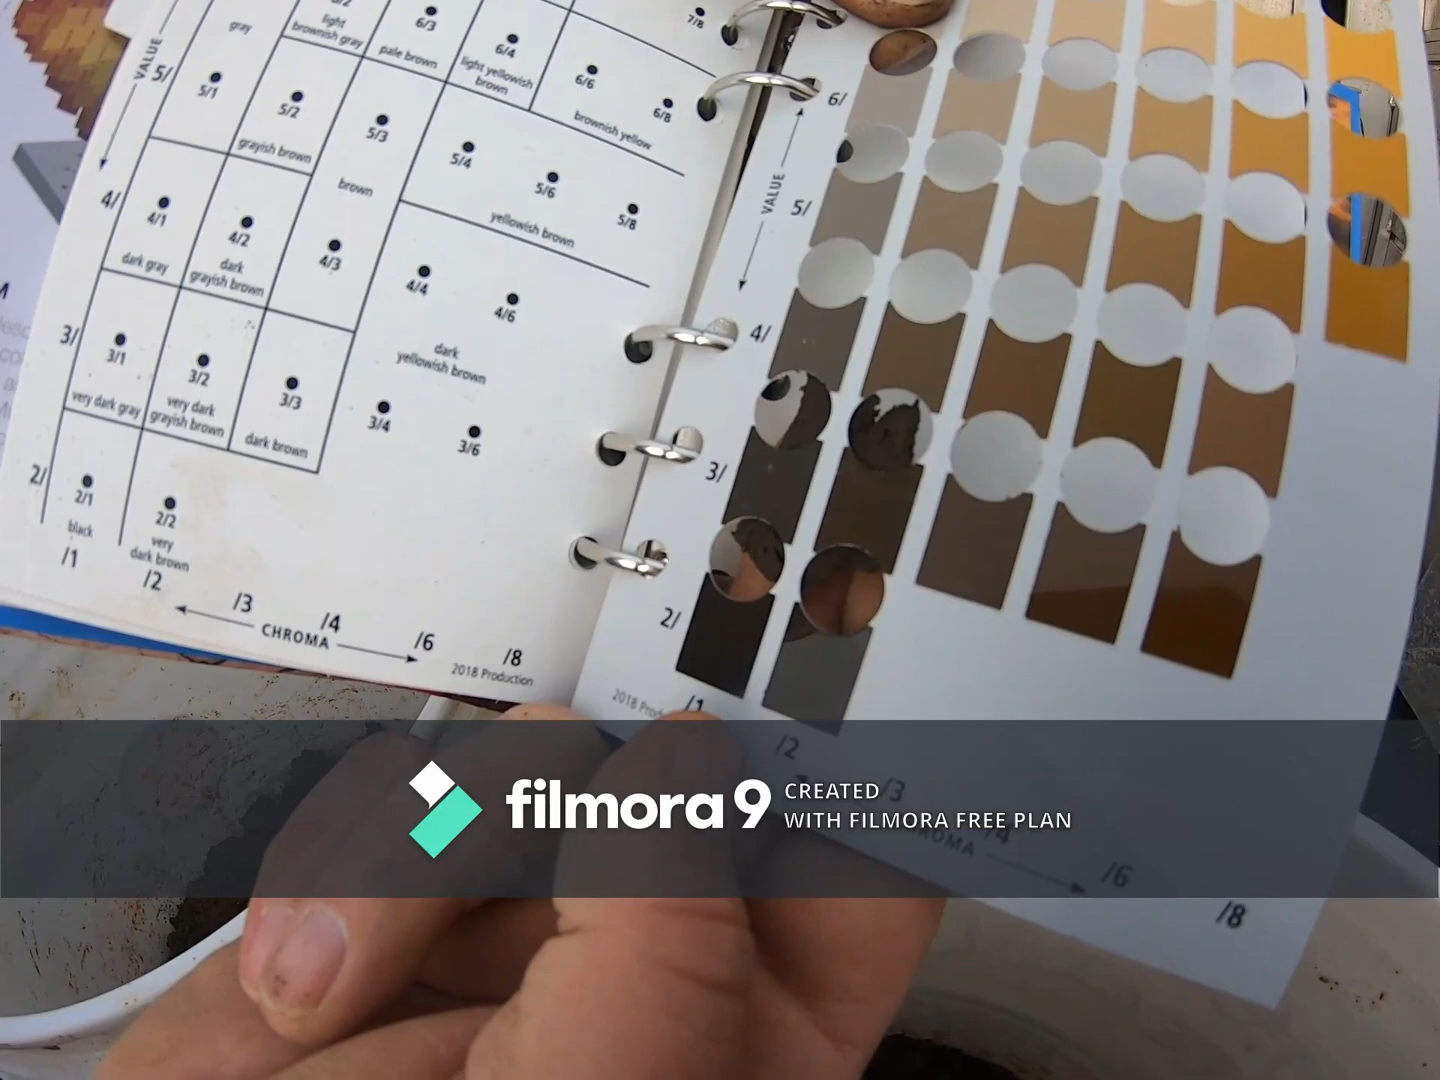 VALUE
5/
4/
3/
2/
gray
light
brownish gray
6/3
pale brown
6/4
light yellowish
brown
7/8
6/6
6/8
brownish yellow
5/1
5/2
grayish brown
5/3
brown
5/4
5/6
5/8
yellowish brown
4/1
dark gray
4/2
dark
grayish brown
4/3
4/4
4/6
dark
yellowish brown
3/1
very dark gray
3/2
very dark
grayish brown
3/3
dark brown
3/4
3/6
2/1
black
2/2
very
dark brown
/1
/2
/3
/4
/6
/8
CHROMA
2018 Production
6/
VALUE
5/
4/
3/
2/
2018
/1
/2
/3
/4
CHROMA
/6
/8
filmora9 CREATED
WITH FILMORA FREE PLAN